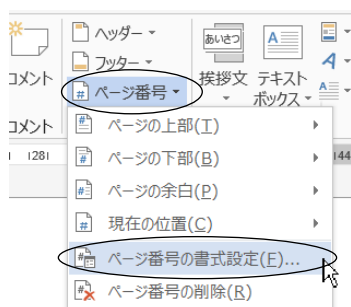 ヘッダー
フッター
ページ番号
コメント
コメント
あいさつ
挨拶文
テキスト
ボックス
A
A
A
ページの上部(T)
ページの下部(B)
ページの余白(P)
現在の位置(C)
ページ番号の書式設定(F)...
ページ番号の削除(R)
128
144